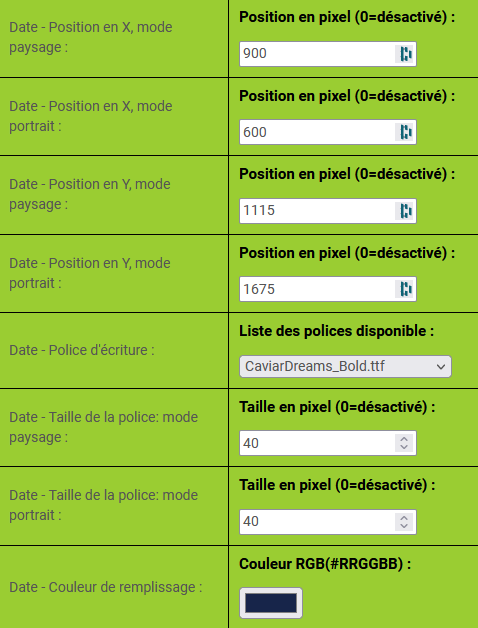 Date - Position en X, mode
paysage :
Position en pixel (0=désactivé) :
900
Date - Position en X, mode
portrait :
Position en pixel (0=désactivé) :
600
Date - Position en Y, mode
paysage :
Position en pixel (0=désactivé) :
1115
Date - Position en Y, mode
portrait :
Position en pixel (0=désactivé) :
1675
Date - Police d'écriture :
Liste des polices disponible :
CaviarDreams_Bold.ttf
Date - Taille de la police: mode
paysage :
Taille en pixel (0=désactivé) :
40
Date - Taille de la police: mode
portrait :
Taille en pixel (0=désactivé) :
40
Date - Couleur de remplissage :
Couleur RGB(#RRGGBB) :